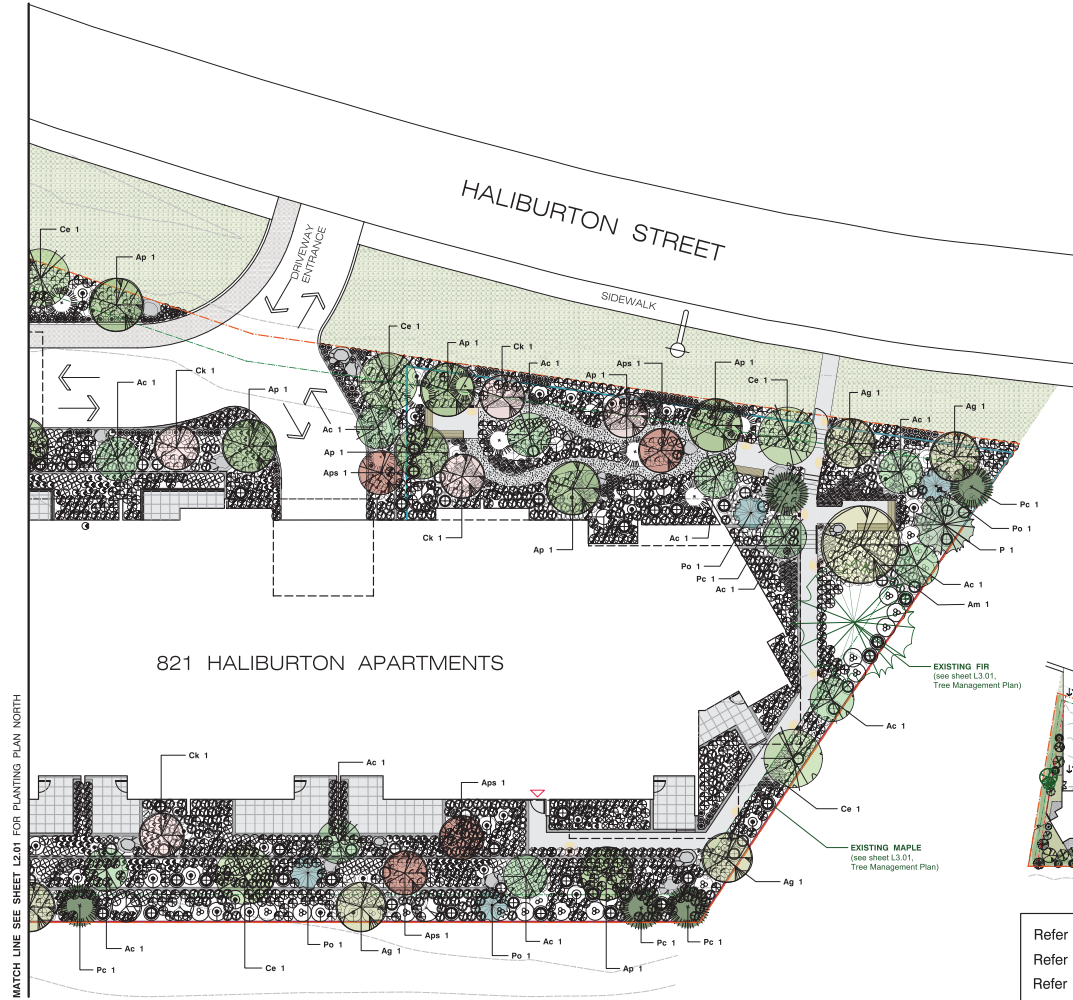 HALIBURTON STREET
DRIVEWAY
ENTRANCE
SIDEWALK
Ce 1
Ap 1
Ce 1
Ap 1
Ck 1
Ac 1
Aps 1
Ap 1
Ap 1
Ce 1
Ag 1
Ag 1
Ac 1
Ck 1
Ac 1
Ap 1
Ac 1
Ap 1
Aps 1
Ck 1
Ap 1
Ac 1
Po 1
Pc 1
Ac 1
Pc 1
Po 1
P 1
Ac 1
Am 1
821 HALIBURTON APARTMENTS
EXISTING FIR
(see sheet L3.01,
Tree Management Plan)
Ac 1
Ck 1
Ac 1
Aps 1
Ce 1
EXISTING MAPLE
(see sheet L3.01,
Tree Management Plan)
Ag 1
Ac 1
Pc 1
Ce 1
Po 1
Ag 1
Aps 1
Po 1
Ac 1
Ap 1
Pc 1
Pc 1
MATCH LINE SEE SHEET L2.01 FOR PLANTING PLAN NORTH
Refer
Refer
Refer